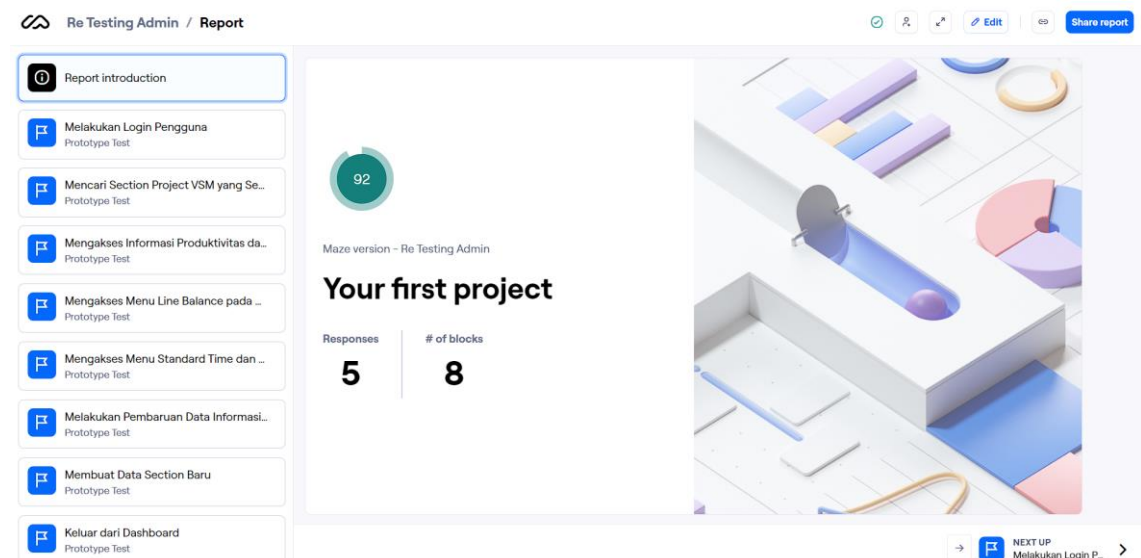 Re Testing Admin / Report
Edit
Share report
Report introduction
Melakukan Login Pengguna
Prototype Test
Mencari Section Project VSM yang Se...
Prototype Test
Mengakses Informasi Produktivitas da...
Prototype Test
Mengakses Menu Line Balance pada ...
Prototype Test
Mengakses Menu Standard Time dan ...
Prototype Test
Melakukan Pembaruan Data Informasi...
Prototype Test
Membuat Data Section Baru
Prototype Test
Keluar dari Dashboard
Prototype Test
92
Maze version - Re Testing Admin
Your first project
Responses
# of blocks
5
8
NEXT UP
Melakukan Login P...